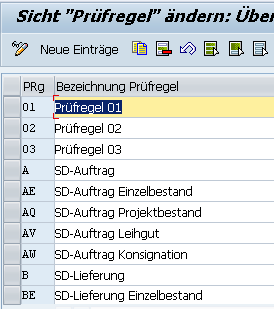 Sicht "Prüfregel" ändern: Über
Neue Einträge
PRg Bezeichnung Prüfregel
01 Prüfregel 01
02 Prüfregel 02
03 Prüfregel 03
A SD-Auftrag
AE SD-Auftrag Einzelbestand
AQ SD-Auftrag Projektbestand
AV SD-Auftrag Leihgut
AW SD-Auftrag Konsignation
B SD-Lieferung
BE SD-Lieferung Einzelbestand